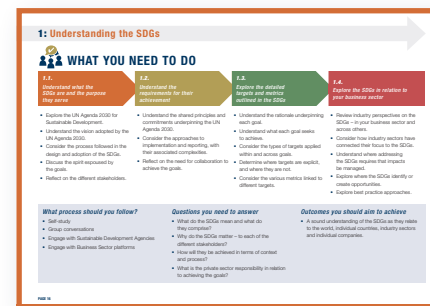 1: Understanding the SDGs
WHAT YOU NEED TO DO
1.1.
Understand what the
SDGs are and the purpose
they serve
1.2.
Understand the
requirements for their
achievement
1.3.
Explore the detailed
targets and metrics
outlined in the SDGs
1.4.
Explore the SDGs in relation to
your business sector
• Explore the UN Agenda 2030 for
Sustainable Development.
• Understand the vision adopted by the
UN Agenda 2030.
• Consider the process followed in the
design and adoption of the SDGs.
• Discuss the spirit espoused by
the goals.
• Reflect on the different stakeholders.
• Understand the shared principles and
commitments underpinning the UN
Agenda 2030.
• Consider the approaches to
implementation and reporting, with
their associated complexities.
• Reflect on the need for collaboration to
achieve the goals.
• Understand the rationale underpinning
each goal.
• Understand what each goal seeks
to achieve.
• Consider the types of targets applied
within and across goals.
• Determine where targets are explicit,
and where they are not.
• Consider the various metrics linked to
different targets.
• Review industry perspectives on the
SDGs – in your business sector and
across others.
• Consider how industry sectors have
connected their focus to the SDGs.
• Understand where addressing
the SDGs requires that impacts
be managed.
• Explore where the SDGs identify or
create opportunities.
• Explore best practice approaches.
What process should you follow?
• Self-study
• Group conversations
• Engage with Sustainable Development Agencies
• Engage with Business Sector platforms
Questions you need to answer
• What do the SDGs mean and what do
they comprise?
• Why do the SDGs matter – to each of the
different stakeholders?
• How will they be achieved in terms of context
and process?
• What is the private sector responsibility in relation
to achieving the goals?
Outcomes you should aim to achieve
• A sound understanding of the SDGs as they relate
to the world, individual countries, industry sectors
and individual companies.
PAGE 16